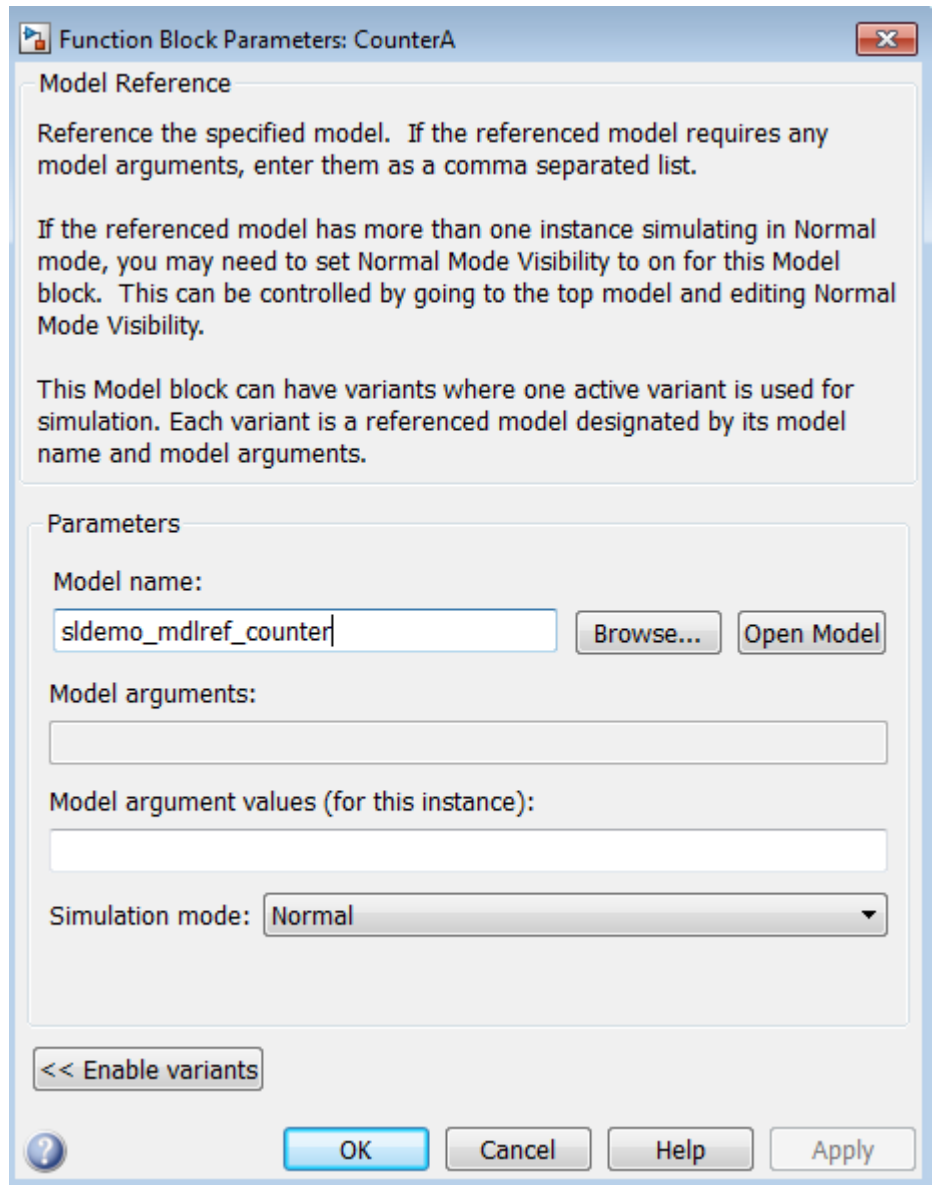 Function Block Parameters: CounterA
Model Reference
Reference the specified model.  If the referenced model requires any
model arguments, enter them as a comma separated list.
If the referenced model has more than one instance simulating in Normal
mode, you may need to set Normal Mode Visibility to on for this Model
block.  This can be controlled by going to the top model and editing Normal
Mode Visibility.
This Model block can have variants where one active variant is used for
simulation. Each variant is a referenced model designated by its model
name and model arguments.
Parameters
Model name:
sldemo_mdlref_counter
Browse...
Open Model
Model arguments:
Model argument values (for this instance):
Simulation mode: Normal
<< Enable variants
? OK Cancel Help Apply